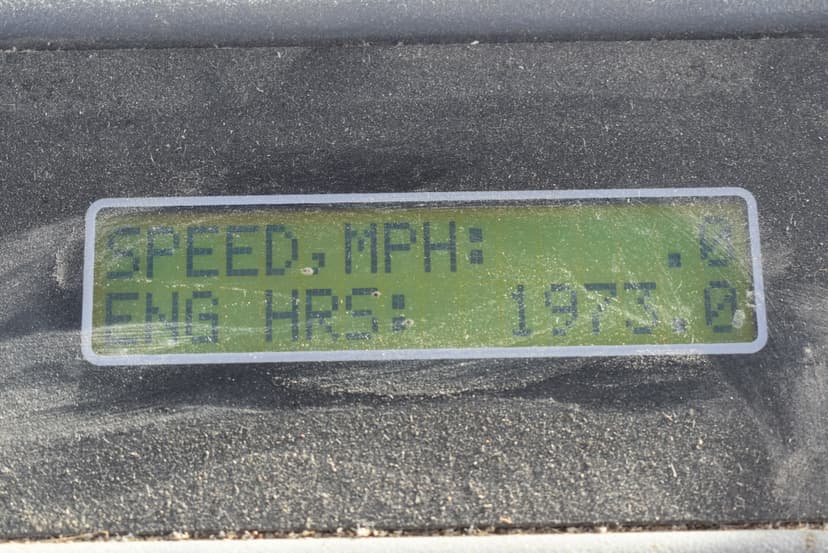 SPEED,MPH: .0
ENG HRS: 1973.0